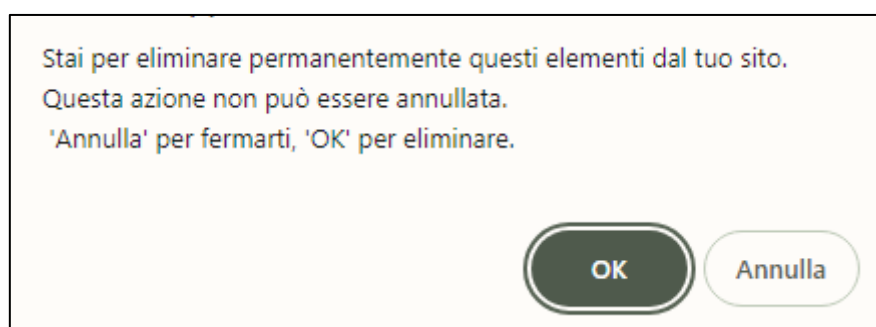 Stai per eliminare permanentemente questi elementi dal tuo sito.
Questa azione non può essere annullata.
'Annulla' per fermarti, 'OK' per eliminare.
OK
Annulla